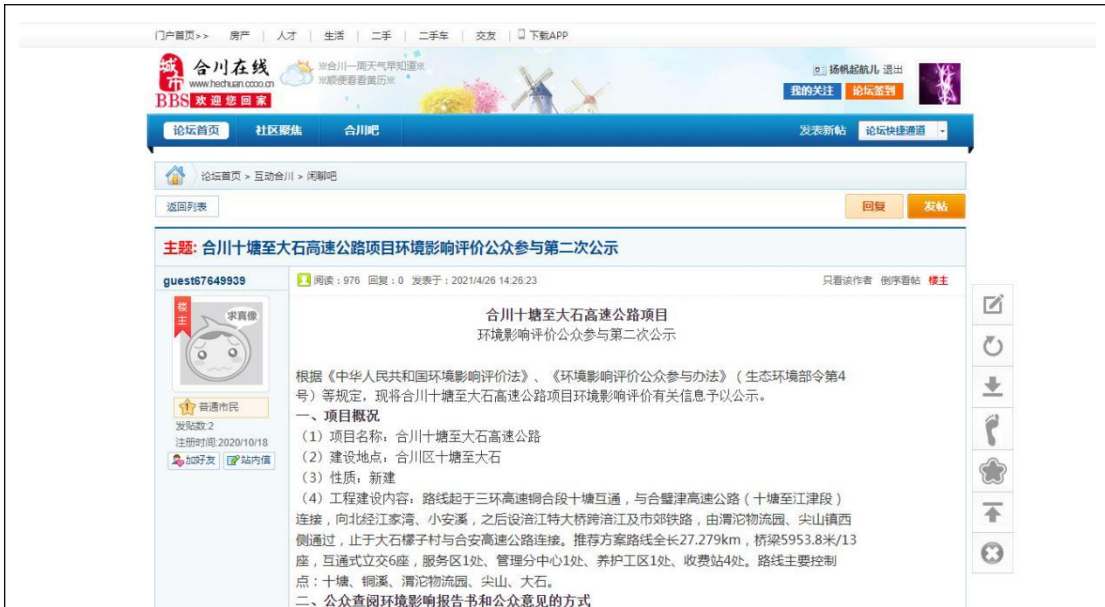 门户首页>> 房产 | 人才 | 生活 | 二手 | 二手车 | 交友 | 下载APP
城市
合川在线
www.hechuan.ccoo.cn
BBS 欢迎您回家
※合川一周天气早知道※
※顺便看看黄历※
扬帆起航儿 退出
我的关注 论坛签到
论坛首页 社区聚焦 合川吧 发表新帖 论坛快捷通道
论坛首页 > 互动合川 > 闲聊吧
返回列表 回复 发帖
主题: 合川十塘至大石高速公路项目环境影响评价公众参与第二次公示
guest67649939
阅读：976 回复：0 发表于：2021/4/26 14:26:23 只看该作者 倒序看帖 楼主
楼主
求真像
普通市民
发贴数:2
注册时间:2020/10/18
加好友 站内信
合川十塘至大石高速公路项目
环境影响评价公众参与第二次公示
根据《中华人民共和国环境影响评价法》、《环境影响评价公众参与办法》（生态环境部令第4
号）等规定，现将合川十塘至大石高速公路项目环境影响评价有关信息予以公示。
一、项目概况
（1）项目名称：合川十塘至大石高速公路
（2）建设地点：合川区十塘至大石
（3）性质：新建
（4）工程建设内容：路线起于三环高速铜合段十塘互通，与合璧津高速公路（十塘至江津段）
连接，向北经江家湾、小安溪，之后设涪江特大桥跨涪江及市郊铁路，由渭沱物流园、尖山镇西
侧通过，止于大石檬子村与合安高速公路连接。推荐方案路线全长27.279km，桥梁5953.8米/13
座，互通式立交6座，服务区1处、管理分中心1处、养护工区1处、收费站4处。路线主要控制
点：十塘、铜溪、渭沱物流园、尖山、大石。
二、公众查阅环境影响报告书和公众意见的方式